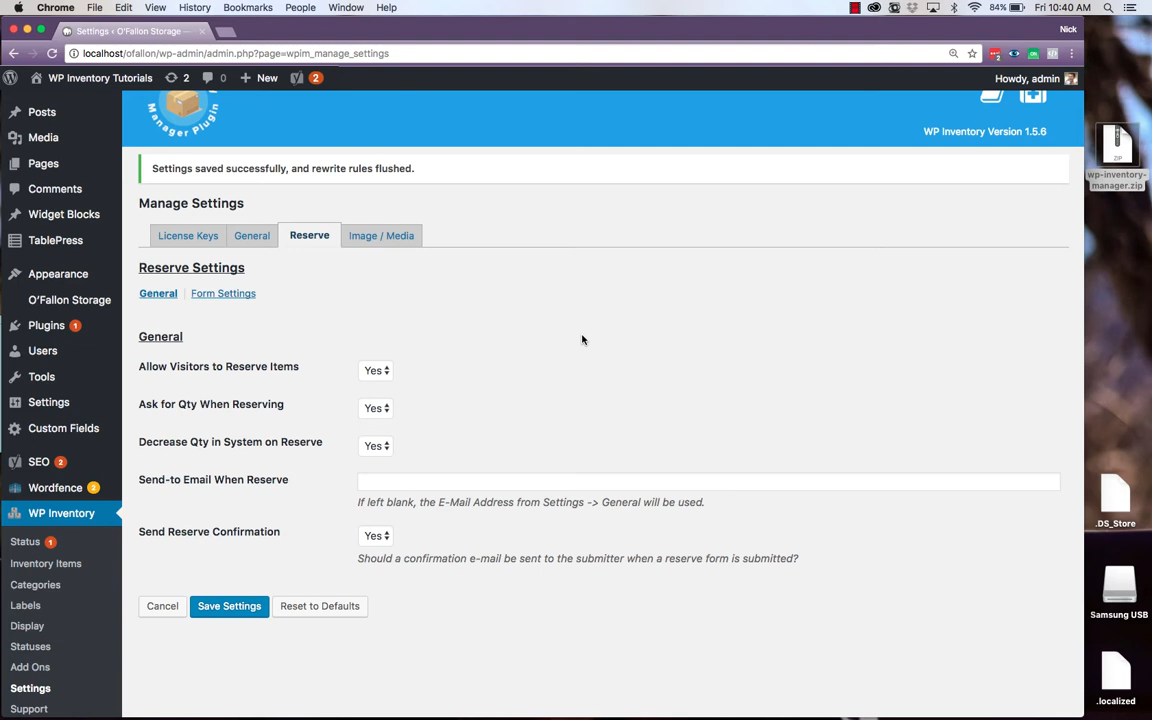 Chrome File Edit View History Bookmarks People Window Help 84% Fri 10:40 AM
Settings ‹ O'Fallon Storage — Nick
localhost/ofallon/wp-admin/admin.php?page=wpim_manage_settings
WP Inventory Tutorials 2 0 New 2 Howdy, admin
Posts
Media
Pages
Comments
Widget Blocks
TablePress
Appearance
O'Fallon Storage
Plugins 1
Users
Tools
Settings
Custom Fields
SEO 2
Wordfence 2
WP Inventory
Status 1
Inventory Items
Categories
Labels
Display
Statuses
Add Ons
Settings
Support
Manager Plugin
WP Inventory Version 1.5.6
Settings saved successfully, and rewrite rules flushed.
Manage Settings
License Keys General Reserve Image / Media
Reserve Settings
General | Form Settings
General
Allow Visitors to Reserve Items Yes
Ask for Qty When Reserving Yes
Decrease Qty in System on Reserve Yes
Send-to Email When Reserve
If left blank, the E-Mail Address from Settings -> General will be used.
Send Reserve Confirmation Yes
Should a confirmation e-mail be sent to the submitter when a reserve form is submitted?
Cancel Save Settings Reset to Defaults
ZIP
wp-inventory-
manager.zip
.DS_Store
Samsung USB
.localized